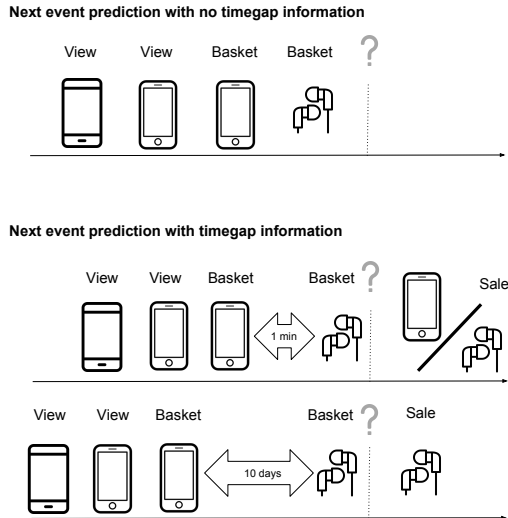 Next event prediction with no timegap information
View View Basket Basket ?
Next event prediction with timegap information
View View Basket Basket ?
Sale
1 min
View View Basket Basket ? Sale
10 days